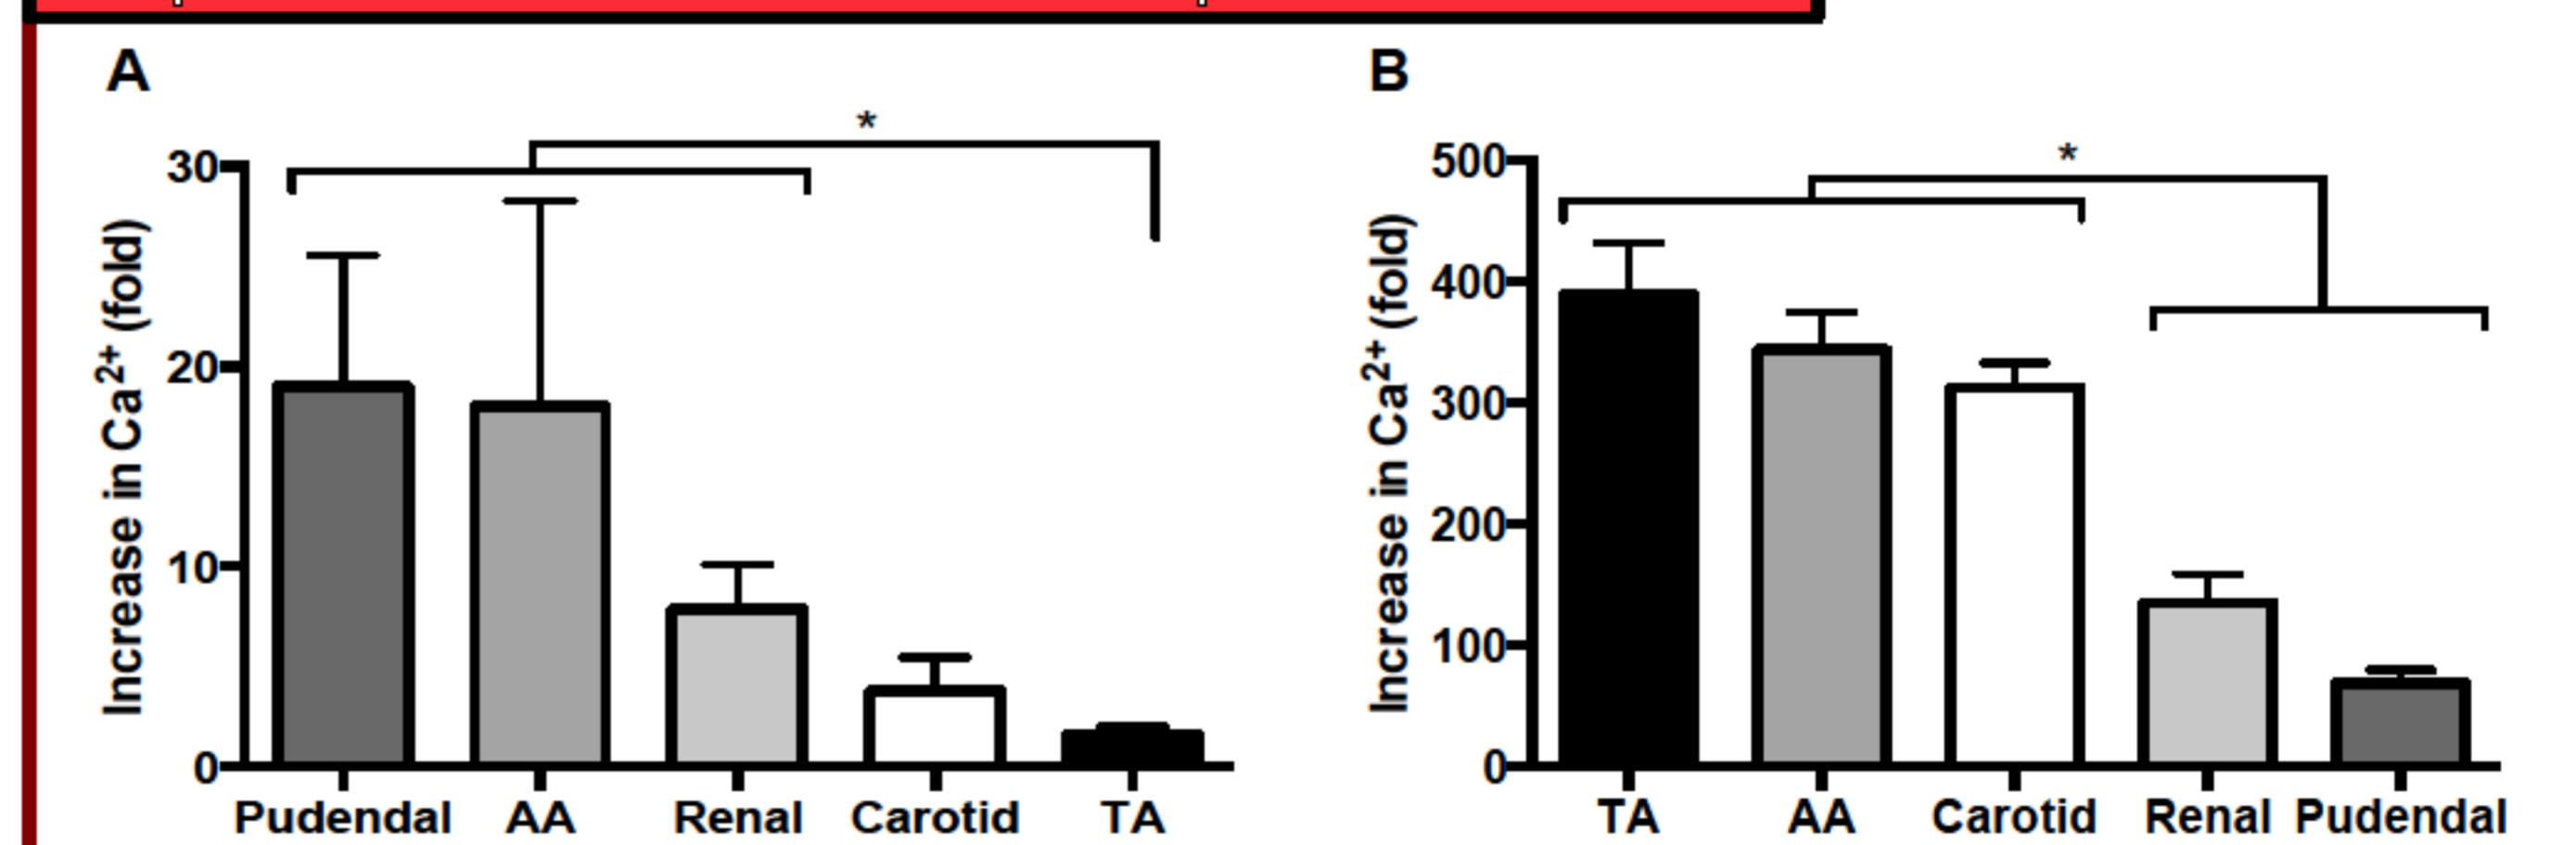 A
*
30
20
10
0
Increase in Ca2+ (fold)
Pudendal AA Renal Carotid TA
B
*
500
400
300
200
100
0
Increase in Ca2+ (fold)
TA AA Carotid Renal Pudendal